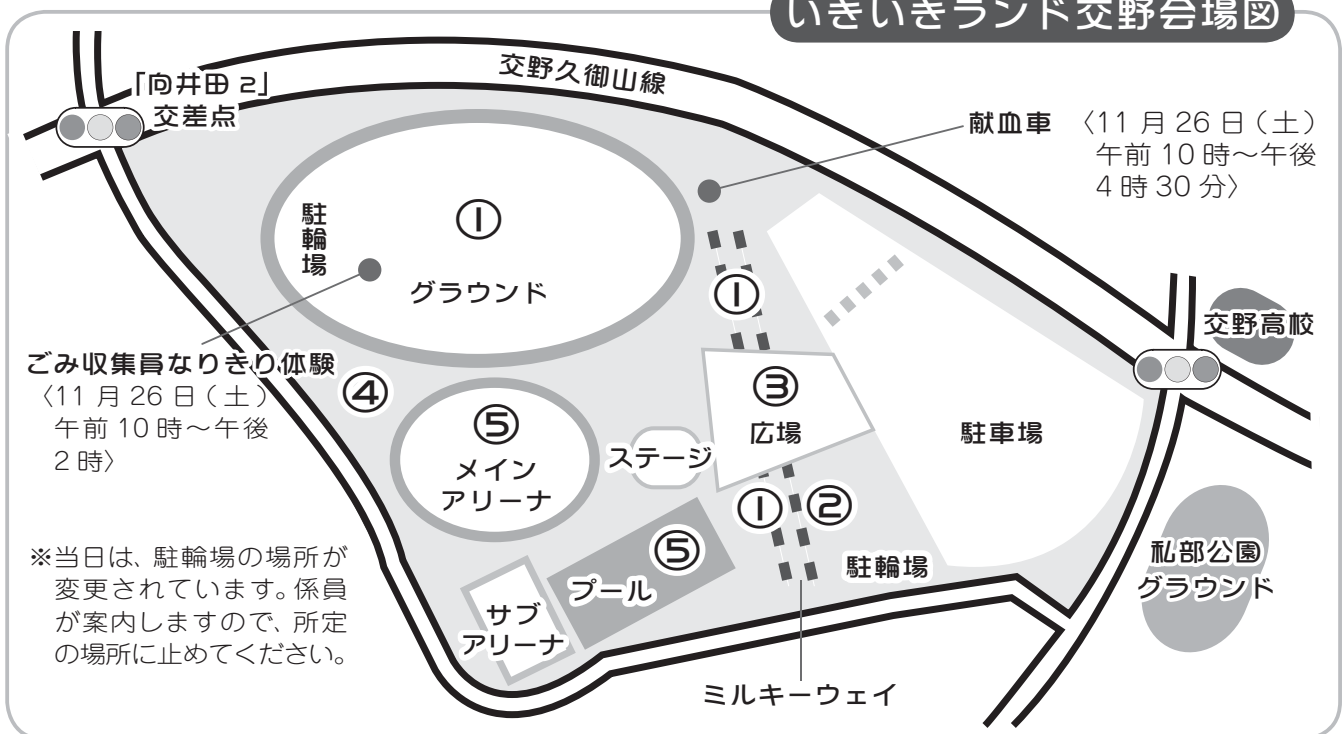 いきいきランド交野会場図
交野久御山線
「向井田 2」
交差点
献血車 〈11 月 26 日（土）
午前 10 時～午後
4 時 30 分〉
駐輪場
①
グラウンド
①
交野高校
ごみ収集員なりきり体験
〈11 月 26 日（土）
午前 10 時～午後
2 時〉
④
③
広場
駐車場
⑤
メイン
アリーナ
ステージ
①
②
⑤
プール
駐輪場
私部公園
グラウンド
サブ
アリーナ
※当日は、駐輪場の場所が
変更されています。係員
が案内しますので、所定
の場所に止めてください。
ミルキーウェイ